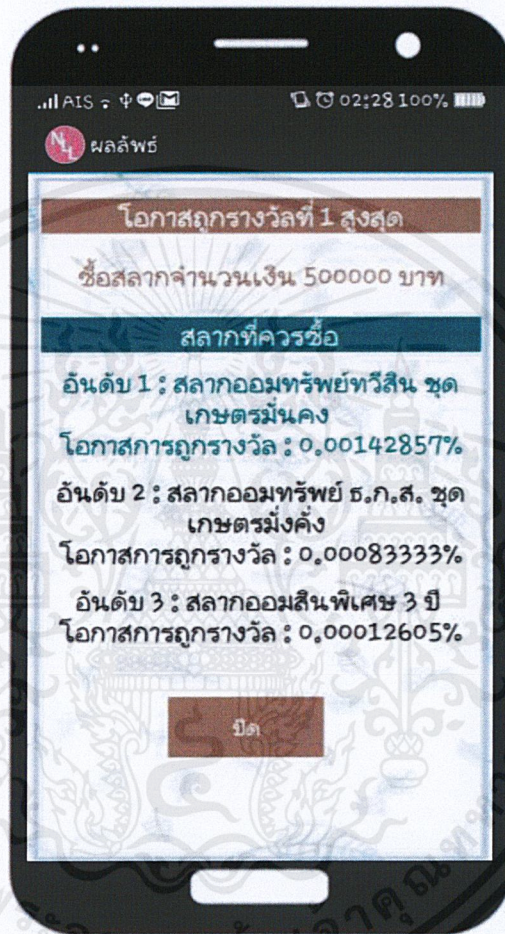 AIS 02:28 100%
NLL ผลลัพธ์
โอกาสถูกรางวัลที่ 1 สูงสุด
ซื้อสลากจำนวนเงิน 500000 บาท
สลากที่ควรซื้อ
อันดับ 1 : สลากออมทรัพย์ทวีสิน ชุด
เกษตรมั่นคง
โอกาสการถูกรางวัล : 0.00142857%
อันดับ 2 : สลากออมทรัพย์ ธ.ก.ส. ชุด
เกษตรมั่งคั่ง
โอกาสการถูกรางวัล : 0.00083333%
อันดับ 3 : สลากออมสินพิเศษ 3 ปี
โอกาสการถูกรางวัล : 0.00012605%
ปิด